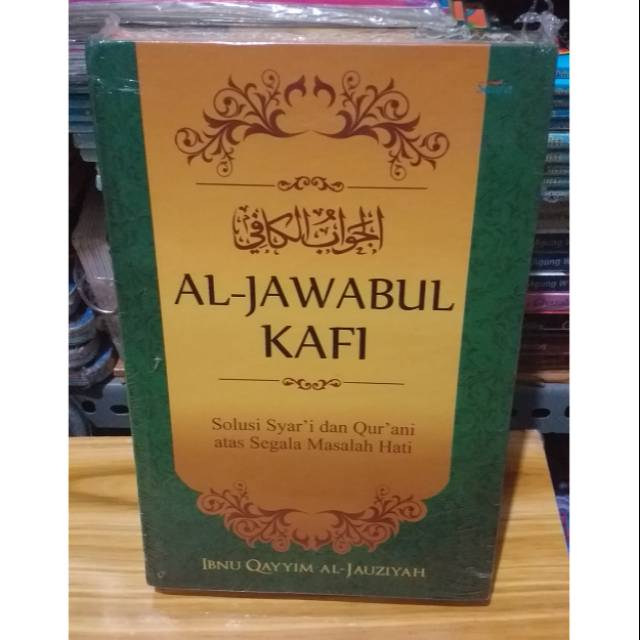 الجواب الكافي
AL-JAWABUL
KAFI
Solusi Syar'i dan Qur'ani
atas Segala Masalah Hati
IBNU QAYYIM AL-JAUZIYAH